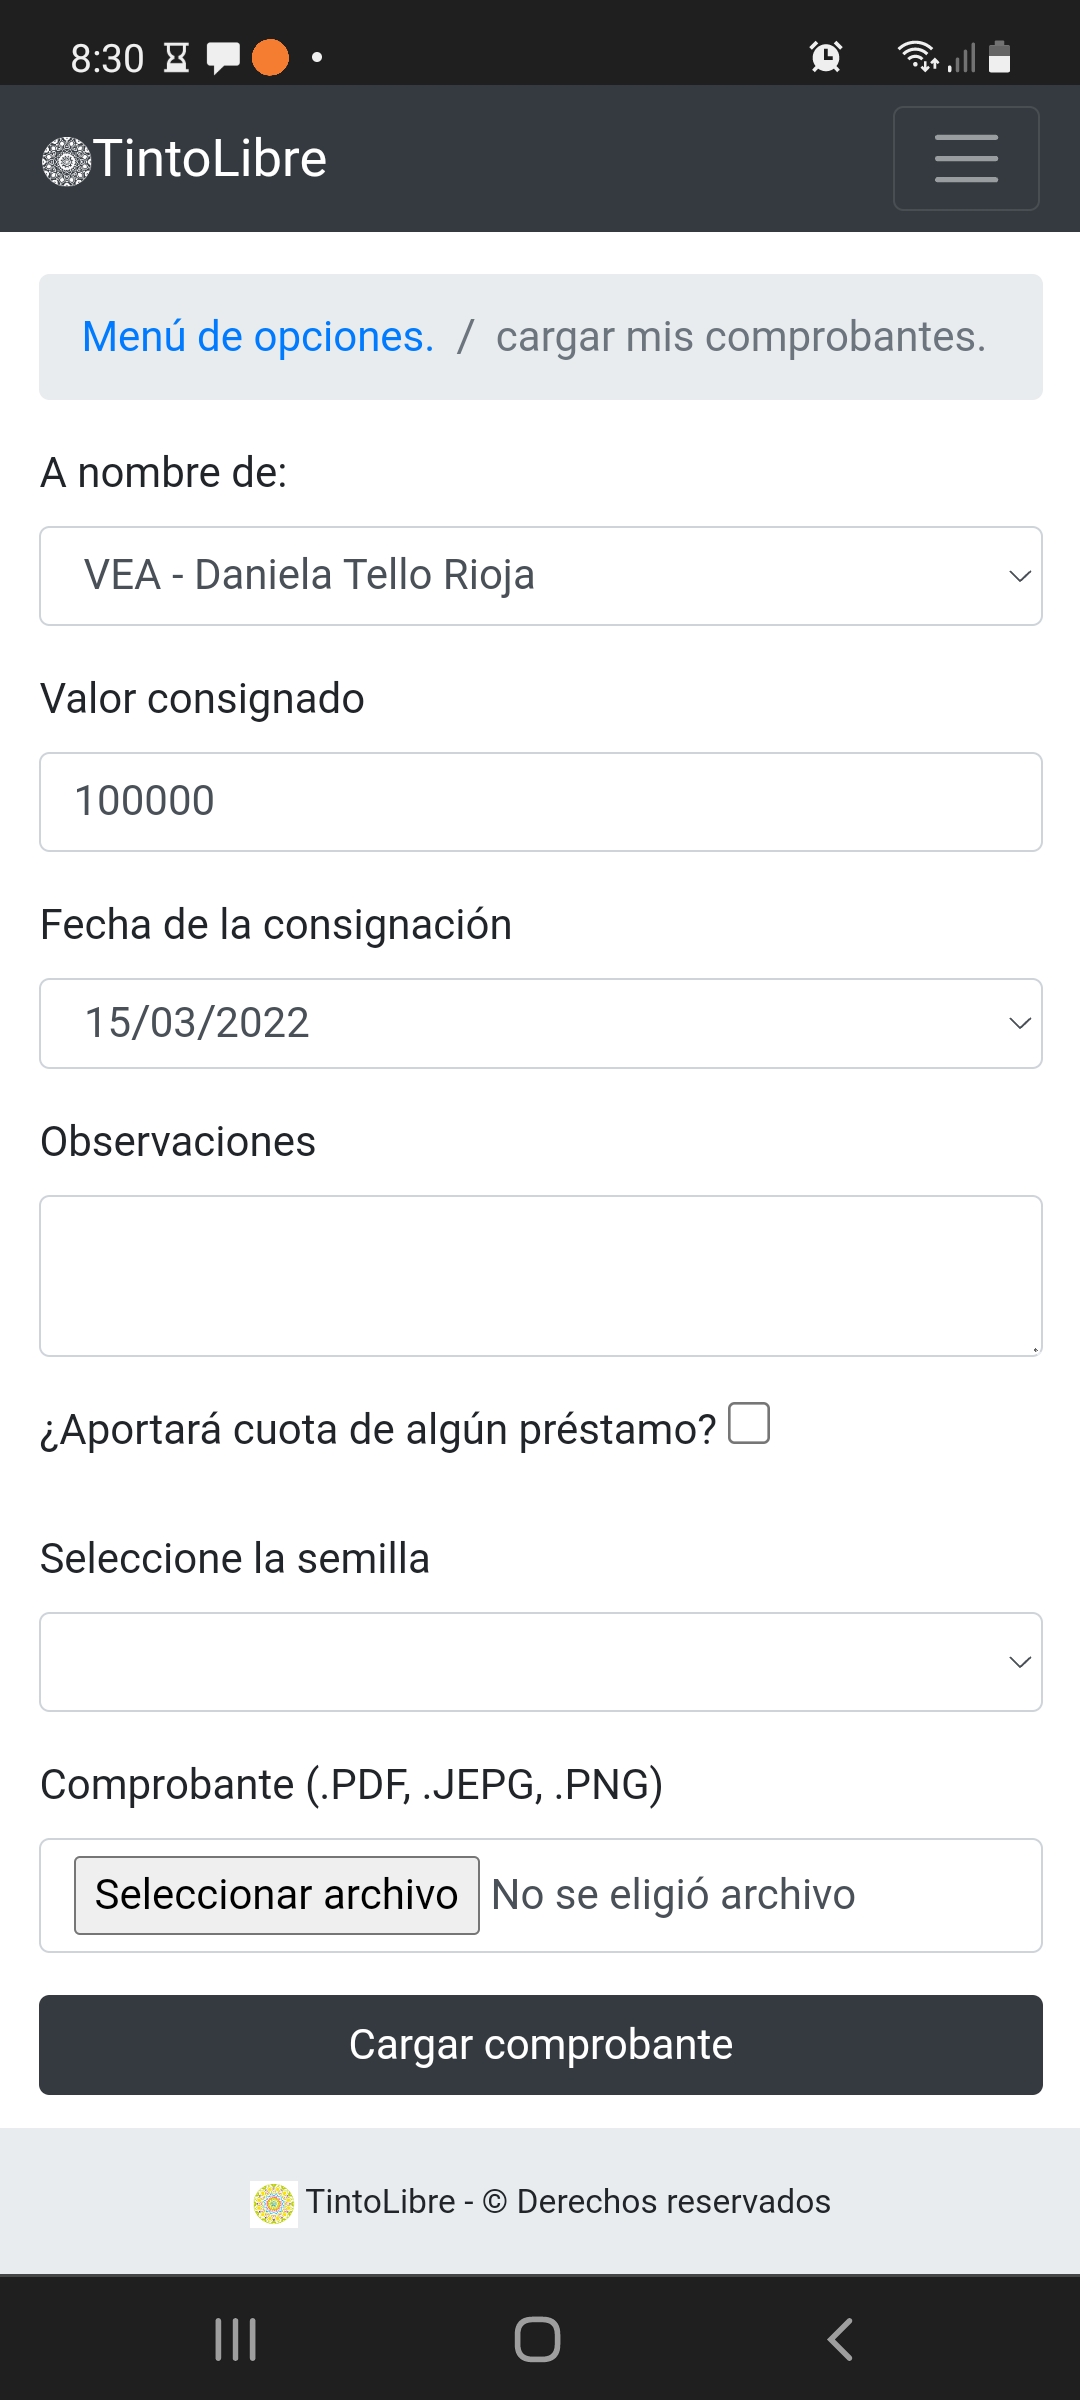 8:30
TintoLibre
Menú de opciones. / cargar mis comprobantes.
A nombre de:
VEA - Daniela Tello Rioja
Valor consignado
100000
Fecha de la consignación
15/03/2022
Observaciones
¿Aportará cuota de algún préstamo?
Seleccione la semilla
Comprobante (.PDF, .JEPG, .PNG)
Seleccionar archivo No se eligió archivo
Cargar comprobante
TintoLibre - © Derechos reservados